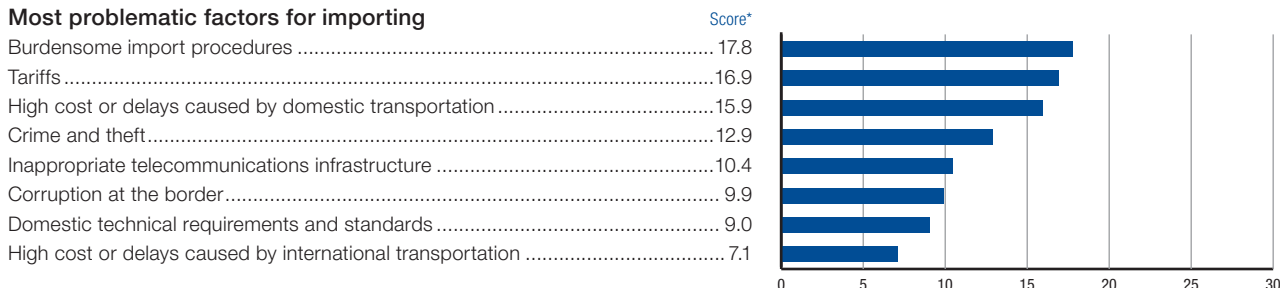 Most problematic factors for importing Score*
Burdensome import procedures ........................................................................... 17.8
Tariffs ......................................................................................................................16.9
High cost or delays caused by domestic transportation .......................................15.9
Crime and theft.......................................................................................................12.9
Inappropriate telecommunications infrastructure ..................................................10.4
Corruption at the border.......................................................................................... 9.9
Domestic technical requirements and standards .................................................... 9.0
High cost or delays caused by international transportation .................................... 7.1
0 5 10 15 20 25 30